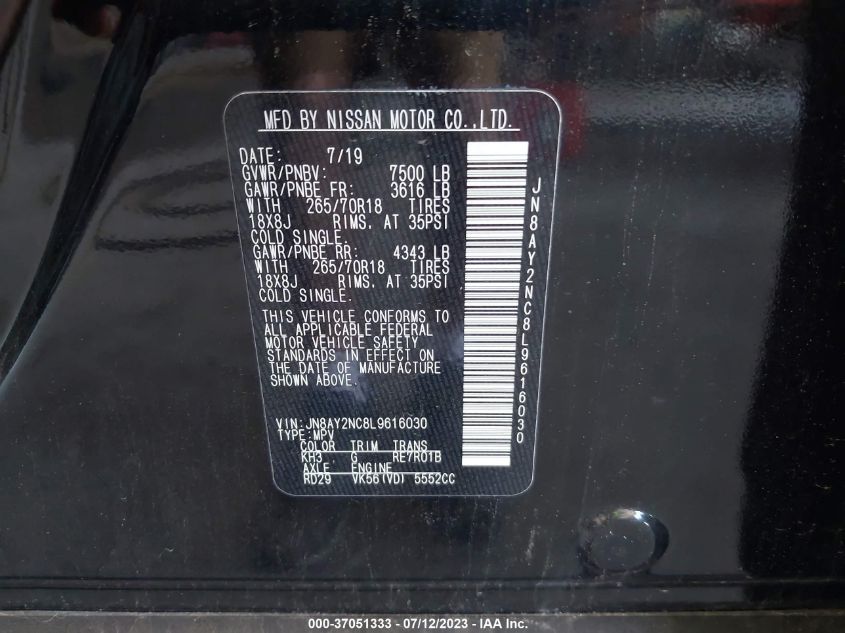 MFD BY NISSAN MOTOR CO.,LTD.
DATE: 7/19
GVWR/PNBV: 7500 LB
GAWR/PNBE FR: 3616 LB
WITH 265/70R18 TIRES
18X8J RIMS. AT 35PSI
COLD SINGLE.
GAWR/PNBE RR: 4343 LB
WITH 265/70R18 TIRES
18X8J RIMS. AT 35PSI
COLD SINGLE.
THIS VEHICLE CONFORMS TO
ALL APPLICABLE FEDERAL
MOTOR VEHICLE SAFETY
STANDARDS IN EFFECT ON
THE DATE OF MANUFACTURE
SHOWN ABOVE.
VIN:JN8AY2NC8L9616030
TYPE:MPV
COLOR TRIM TRANS
KH3 G RE7R01B
AXLE ENGINE
RD29 VK56(VD) 5552CC
JN8AY2NC8L9616030
000-37051333 - 07/12/2023 - © IAA Inc.